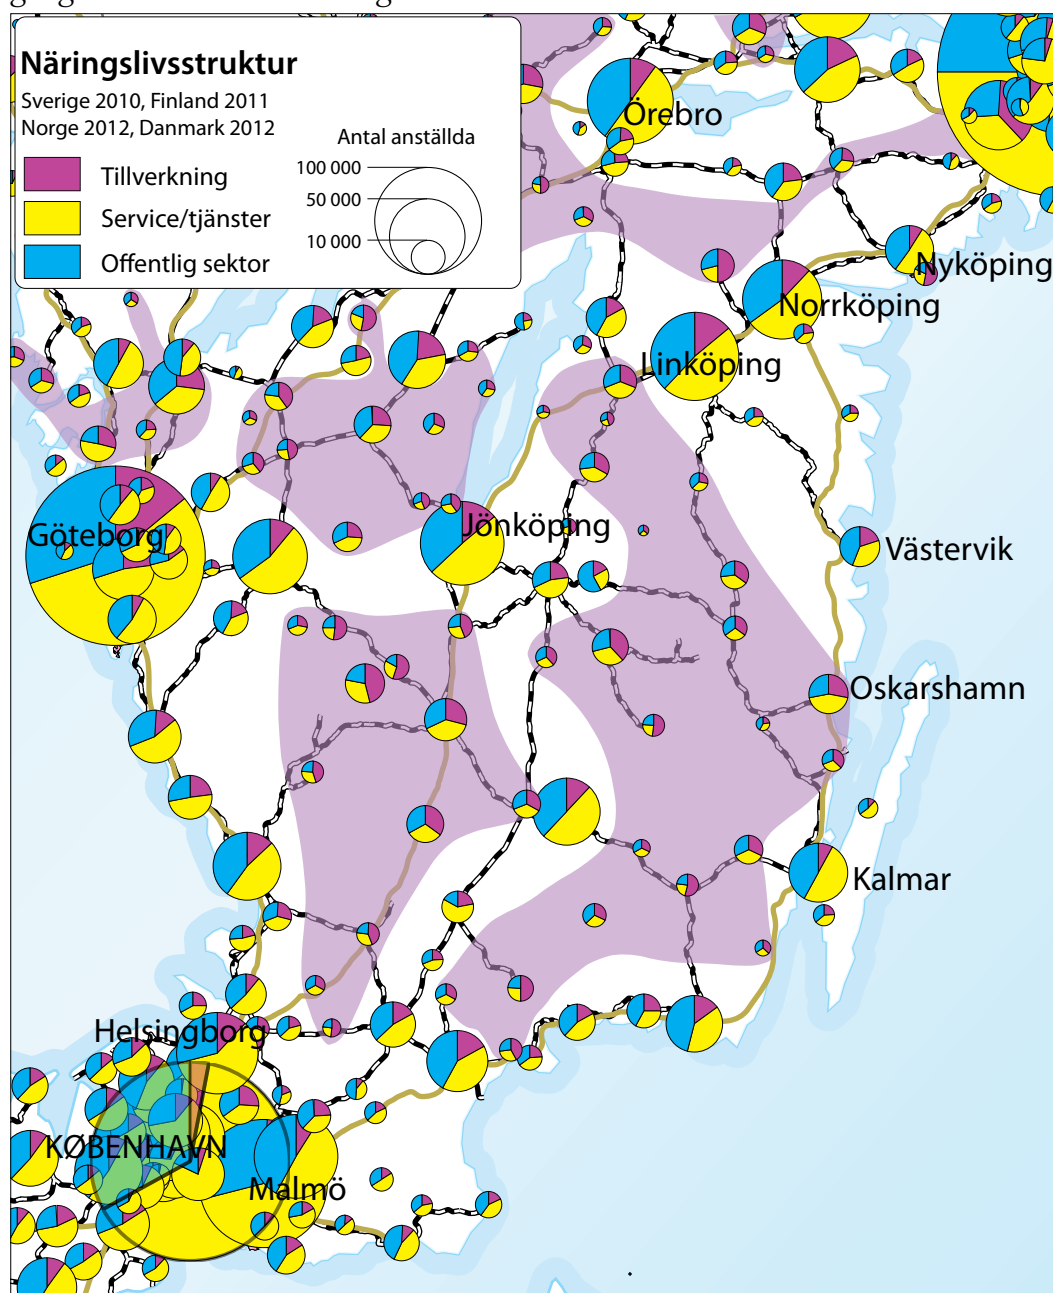 Näringslivsstruktur
Sverige 2010, Finland 2011
Norge 2012, Danmark 2012
Antal anställda
100 000
50 000
10 000
Tillverkning
Service/tjänster
Offentlig sektor
Örebro
Nyköping
Norrköping
Linköping
Göteborg
Jönköping
Västervik
Oskarshamn
Kalmar
Helsingborg
KØBENHAVN
Malmö